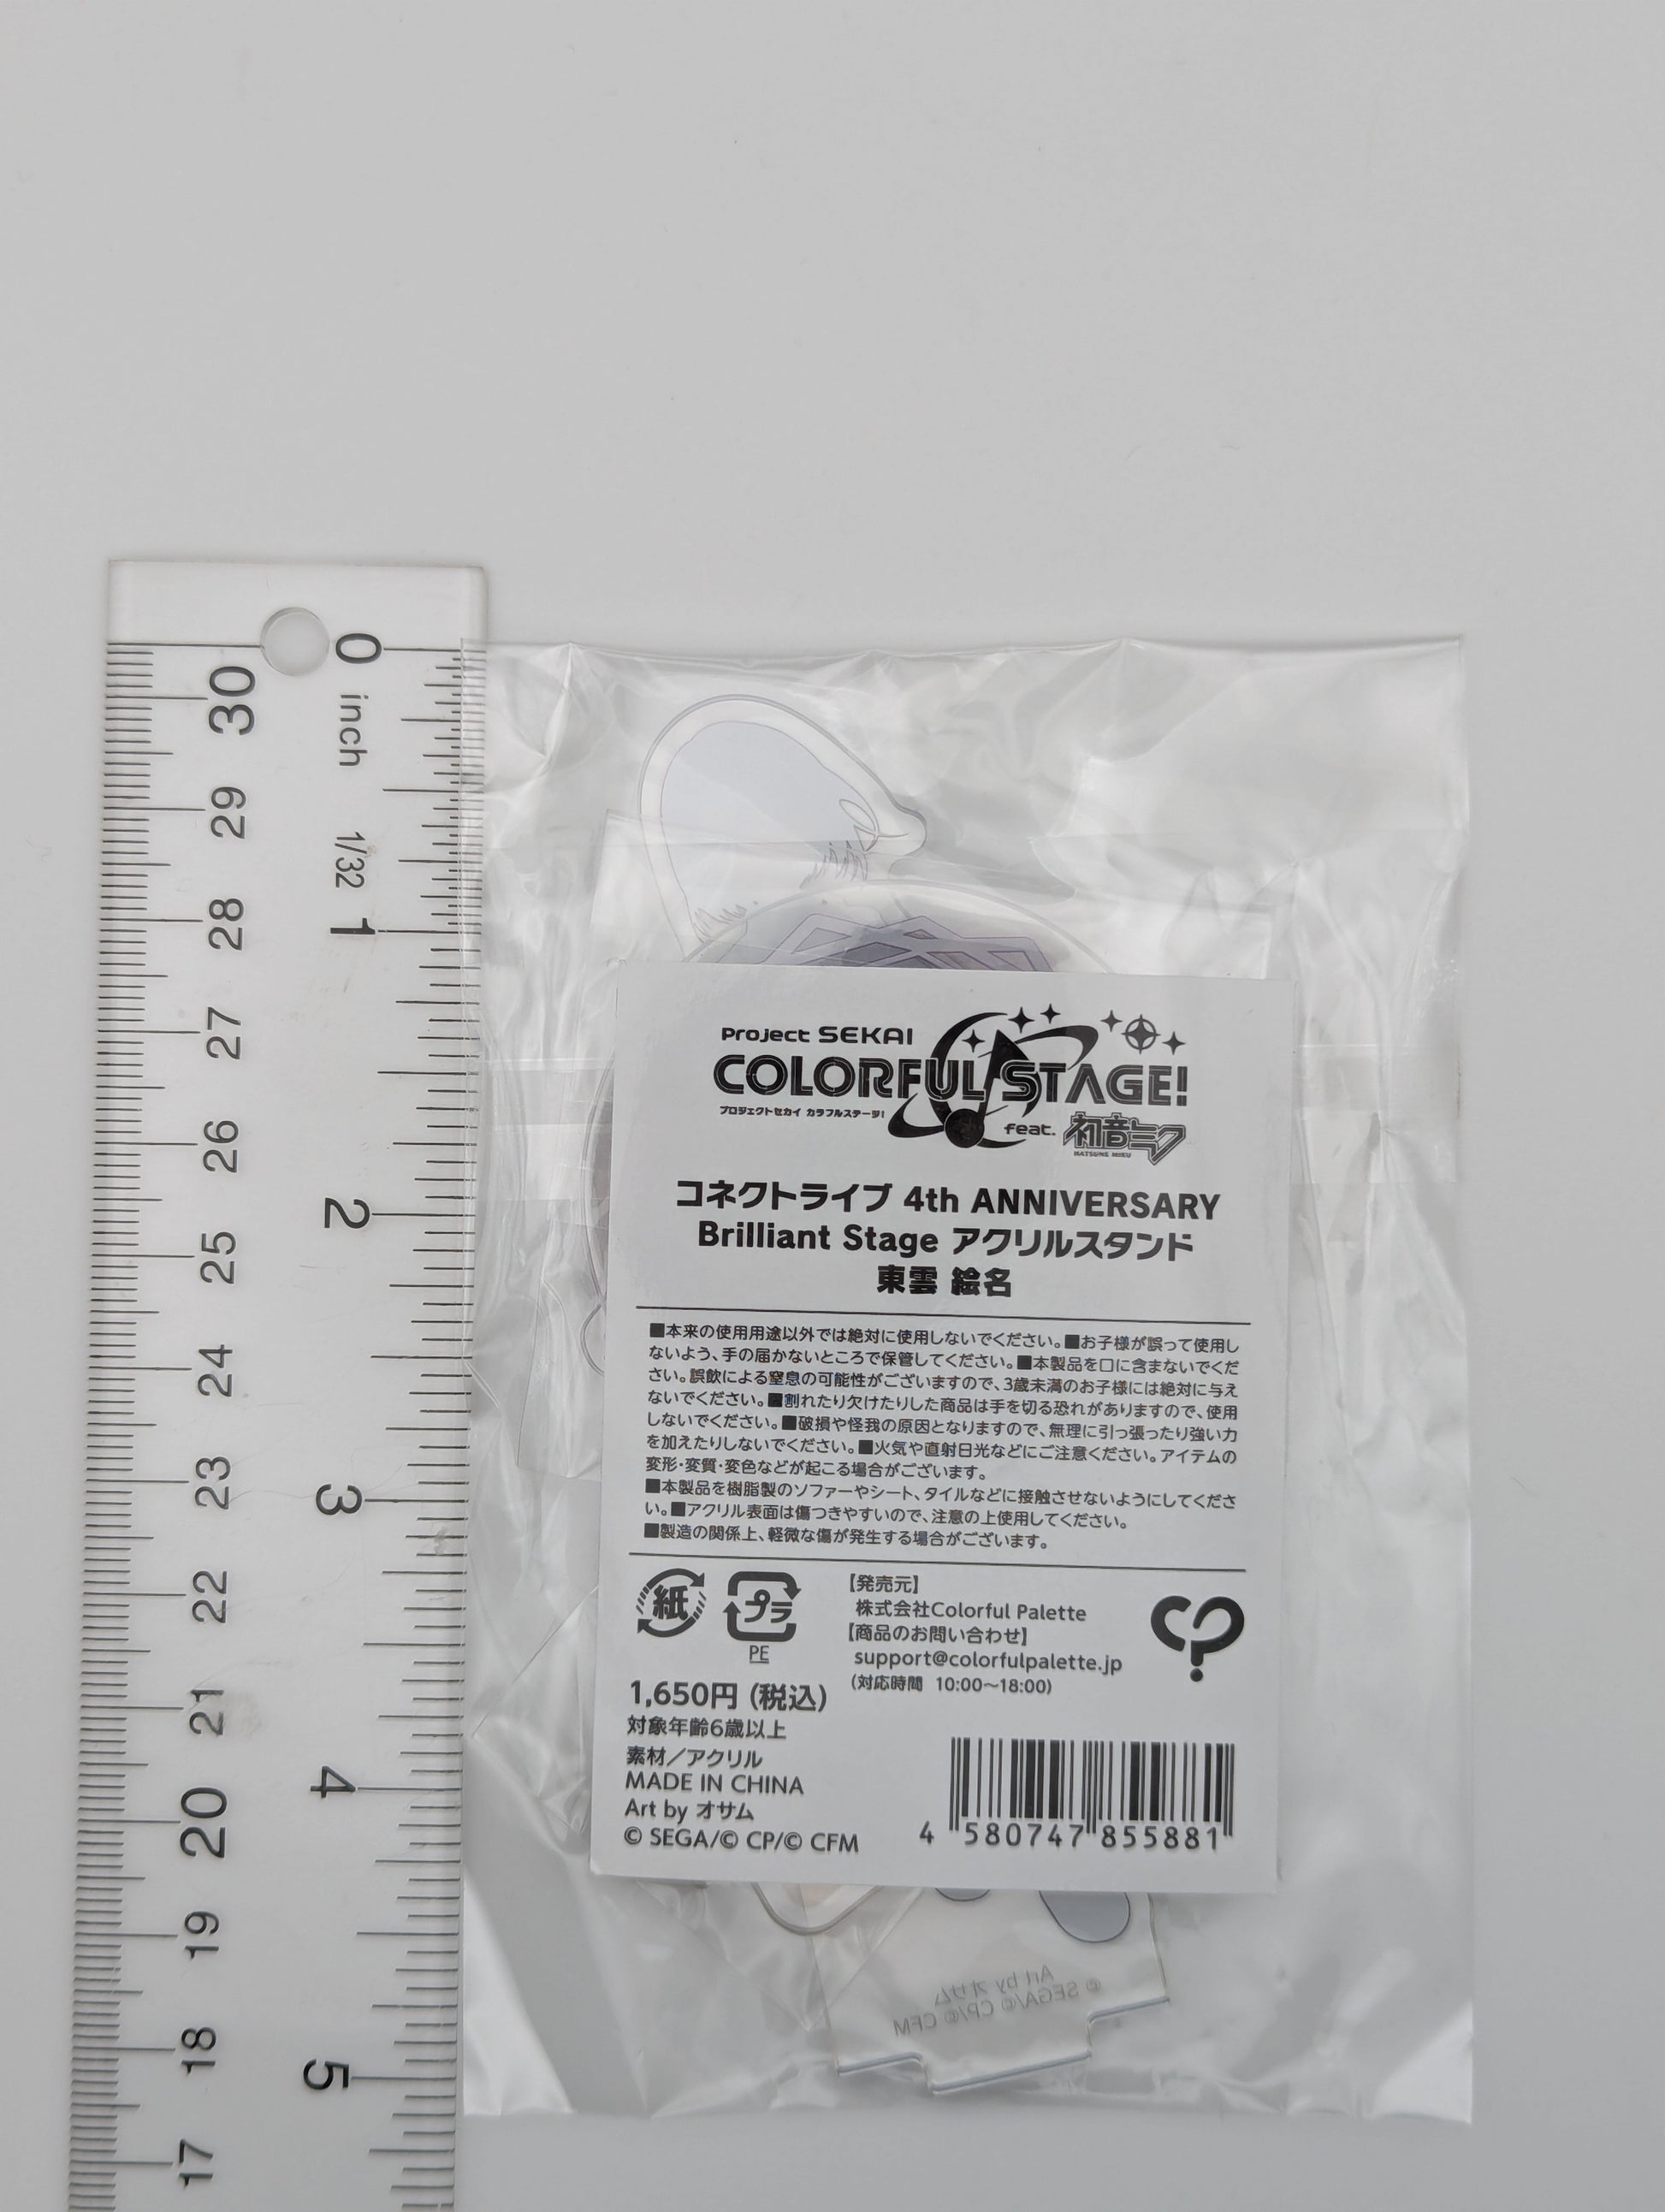 0
inch
1/32
1
2
3
4
5
30
29
28
27
26
25
24
23
22
21
20
19
18
17
Project SEKAI
COLORFUL STAGE!
プロジェクトセカイ カラフルステージ!
feat. 初音ミク
HATSUNE MIKU
コネクトライブ 4th ANNIVERSARY
Brilliant Stage アクリルスタンド
東雲 絵名
■本来の使用用途以外では絶対に使用しないでください。■お子様が誤って使用し
ないよう、手の届かないところで保管してください。■本製品を口に含まないでくだ
さい。誤飲による窒息の可能性がございますので、3歳未満のお子様には絶対に与え
ないでください。■割れたり欠けたりした商品は手を切る恐れがありますので、使用
しないでください。■破損や怪我の原因となりますので、無理に引っ張ったり強い力
を加えたりしないでください。■火気や直射日光などにご注意ください。アイテムの
変形・変質・変色などが起こる場合がございます。
■本製品を樹脂製のソファーやシート、タイルなどに接触させないようにしてくださ
い。■アクリル表面は傷つきやすいので、注意の上使用してください。
■製造の関係上、軽微な傷が発生する場合がございます。
紙
プラ
PE
【発売元】
株式会社Colorful Palette
【商品のお問い合わせ】
support@colorfulpalette.jp
(対応時間 10:00〜18:00)
1,650円 (税込)
対象年齢6歳以上
素材／アクリル
MADE IN CHINA
Art by オサム
© SEGA/© CP/© CFM
4 580747 855881
Art by オサム
© SEGA/© CP/© CFM